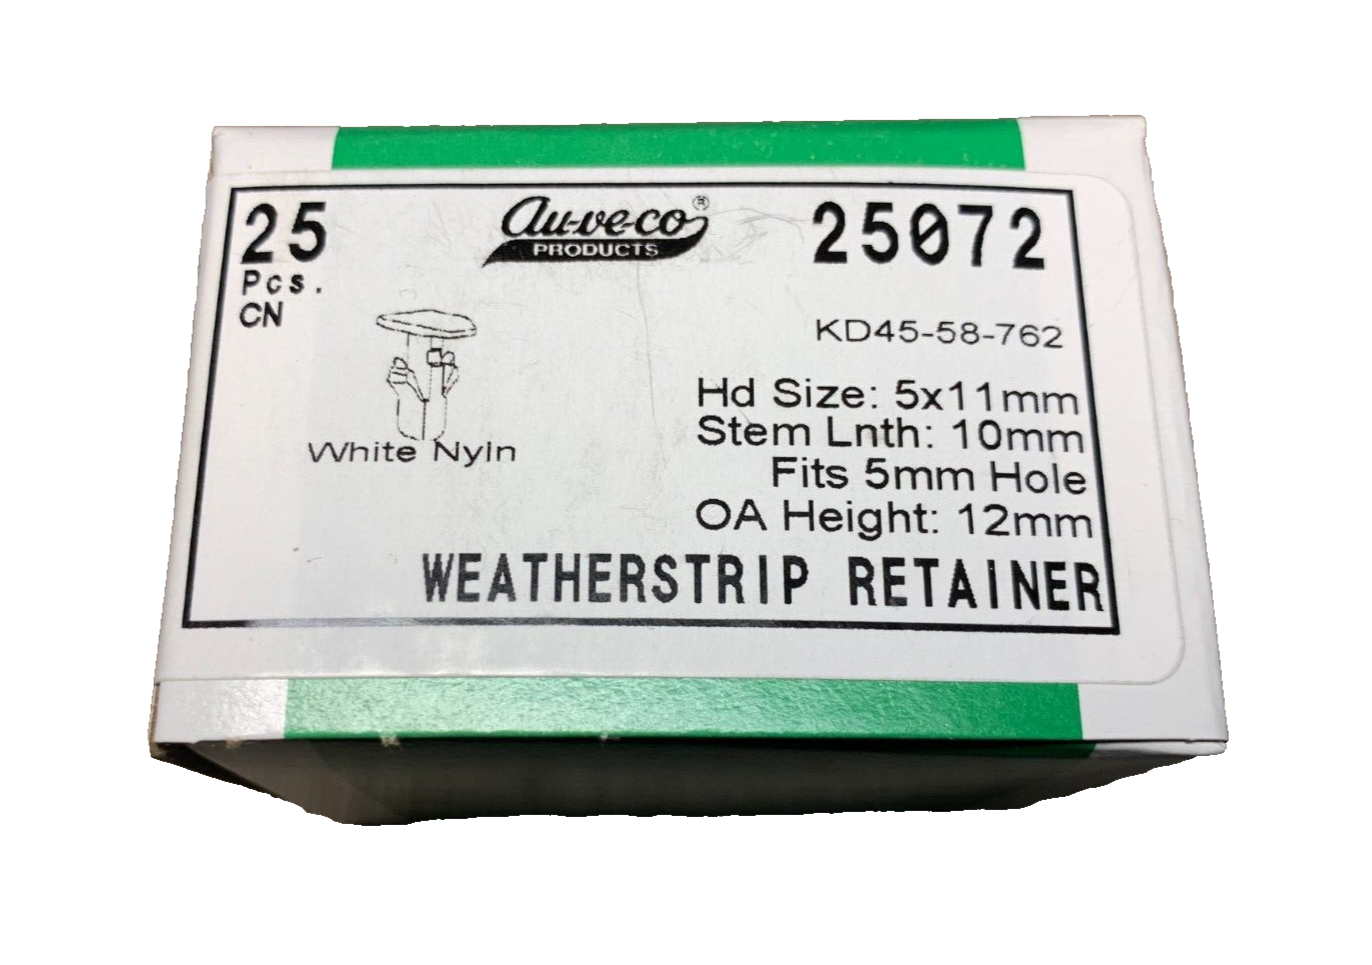 25
Pcs.
CN
au-ve-co®
PRODUCTS
25072
KD45-58-762
White Nyln
Hd Size: 5x11mm
Stem Lnth: 10mm
Fits 5mm Hole
OA Height: 12mm
WEATHERSTRIP RETAINER